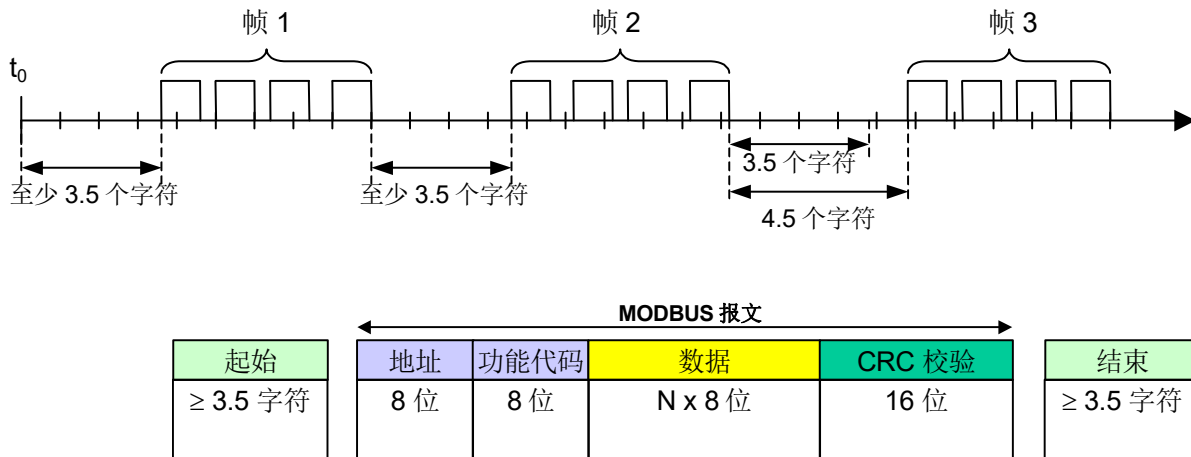 帧 1 帧 2 帧 3
t0
至少 3.5 个字符 至少 3.5 个字符 3.5 个字符
4.5 个字符
MODBUS 报文
起始 地址 功能代码 数据 CRC 校验 结束
≥ 3.5 字符 8 位 8 位 N x 8 位 16 位 ≥ 3.5 字符